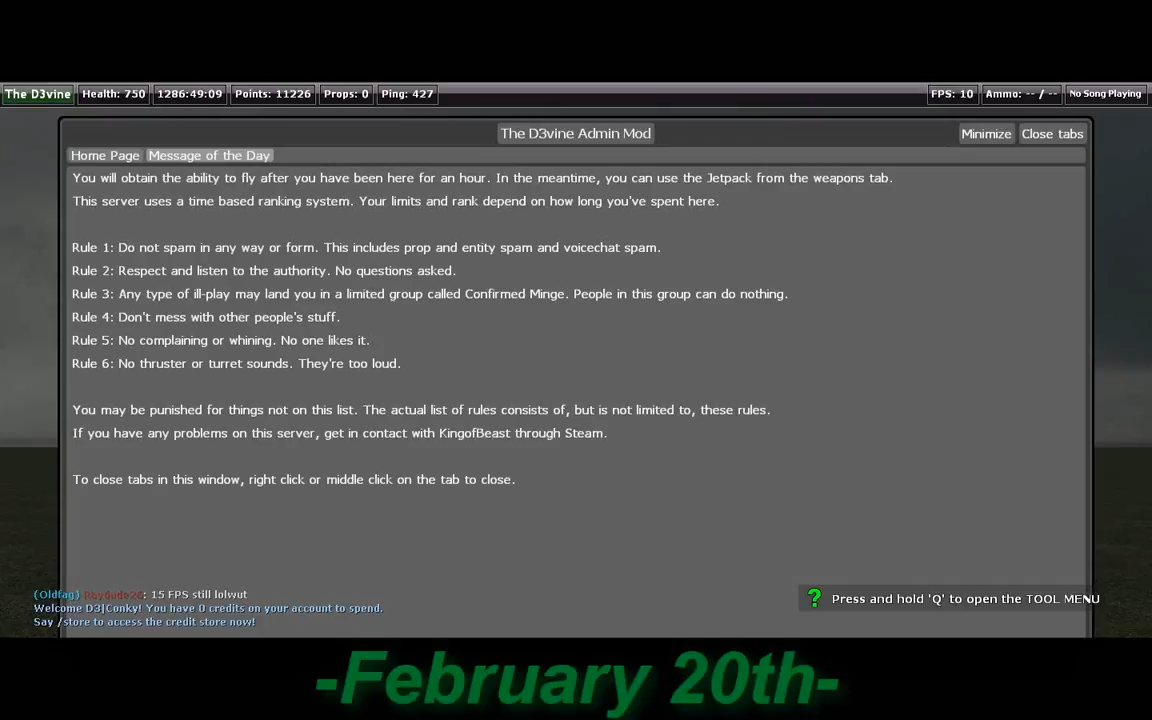 The D3vine Health: 750 1286:49:09 Points: 11226 Props: 0 Ping: 427 FPS: 10 Ammo: -- / -- No Song Playing
The D3vine Admin Mod Minimize Close tabs
Home Page Message of the Day
You will obtain the ability to fly after you have been here for an hour. In the meantime, you can use the Jetpack from the weapons tab.
This server uses a time based ranking system. Your limits and rank depend on how long you've spent here.
Rule 1: Do not spam in any way or form. This includes prop and entity spam and voicechat spam.
Rule 2: Respect and listen to the authority. No questions asked.
Rule 3: Any type of ill-play may land you in a limited group called Confirmed Minge. People in this group can do nothing.
Rule 4: Don't mess with other people's stuff.
Rule 5: No complaining or whining. No one likes it.
Rule 6: No thruster or turret sounds. They're too loud.
You may be punished for things not on this list. The actual list of rules consists of, but is not limited to, these rules.
If you have any problems on this server, get in contact with KingofBeast through Steam.
To close tabs in this window, right click or middle click on the tab to close.
(Oldfag) : 15 FPS still lolwut
Welcome D3|Conky! You have 0 credits on your account to spend.
Say /store to access the credit store now!
? Press and hold 'Q' to open the TOOL MENU
-February 20th-